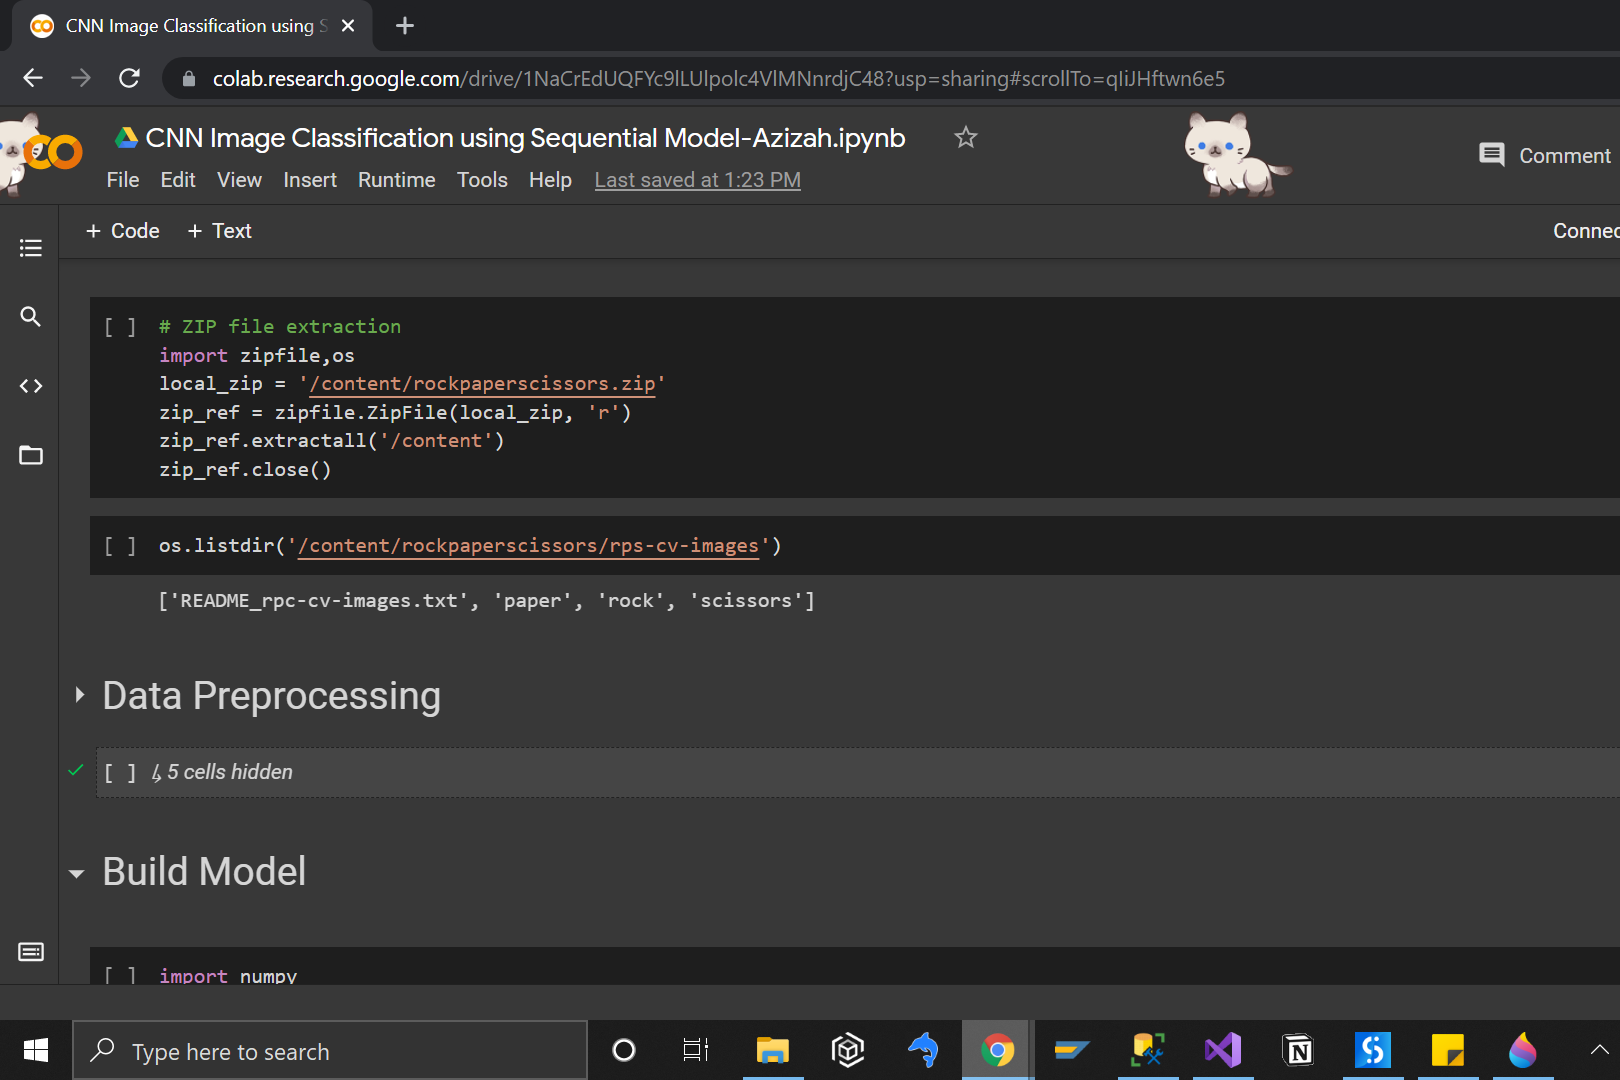 CNN Image Classification using S
colab.research.google.com/drive/1NaCrEdUQFYc9lLUlpolc4VlMNnrdjC48?usp=sharing#scrollTo=qIiJHftwn6e5
CNN Image Classification using Sequential Model-Azizah.ipynb
Comment
File Edit View Insert Runtime Tools Help Last saved at 1:23 PM
+ Code + Text
Connec
[ ] # ZIP file extraction
import zipfile,os
local_zip = '/content/rockpaperscissors.zip'
zip_ref = zipfile.ZipFile(local_zip, 'r')
zip_ref.extractall('/content')
zip_ref.close()
[ ] os.listdir('/content/rockpaperscissors/rps-cv-images')
['README_rpc-cv-images.txt', 'paper', 'rock', 'scissors']
Data Preprocessing
[ ] ↳ 5 cells hidden
Build Model
[ ] import numpy
Type here to search